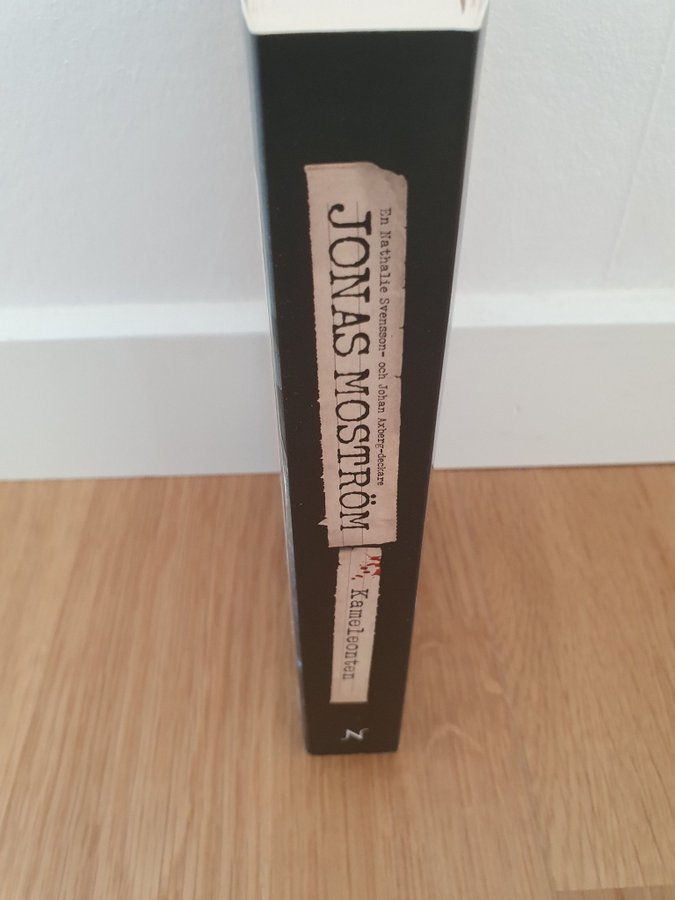 En Nathalie Svensson- och Johan Axberg-deckare
JONAS MOSTRÖM
Kameleonten
N